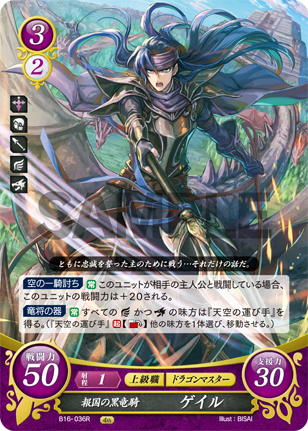 3
2
SAMPLE
ともに忠誠を誓った主のために戦う…それだけの話だ。
空の一騎討ち 常 このユニットが相手の主人公と戦闘している場合、
このユニットの戦闘力は+20される。
竜将の器 常 すべての かつ の味方は『天空の運び手』を
得る。(『天空の運び手』起 他の味方を1体選び、移動させる。)
戦闘力
50
射程 1 上級職 ドラゴンマスター
支援力
30
報国の黒竜騎 ゲイル
B16-036R Illust:BISAI